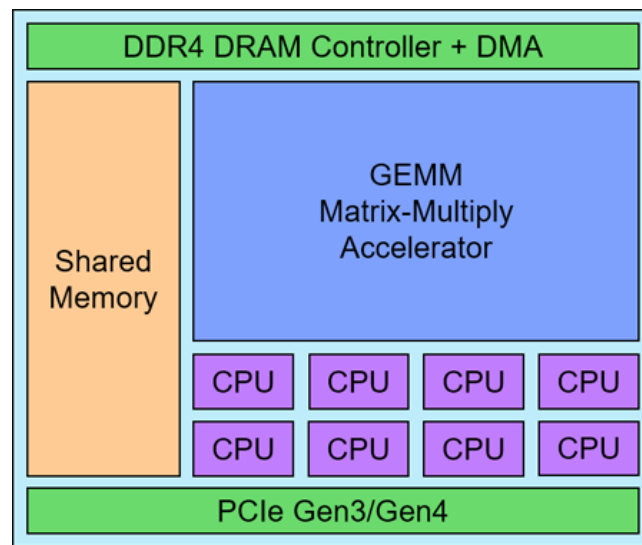 DDR4 DRAM Controller + DMA
Shared
Memory
GEMM
Matrix-Multiply
Accelerator
CPU CPU CPU CPU
CPU CPU CPU CPU
PCIe Gen3/Gen4